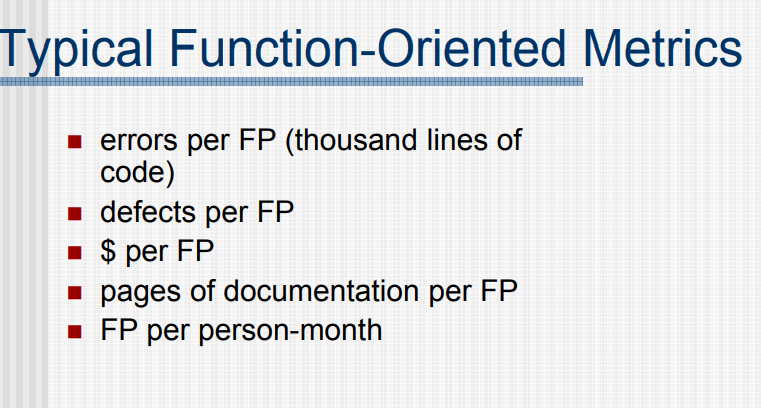 Typical Function-Oriented Metrics
errors per FP (thousand lines of
code)
defects per FP
$ per FP
pages of documentation per FP
FP per person-month